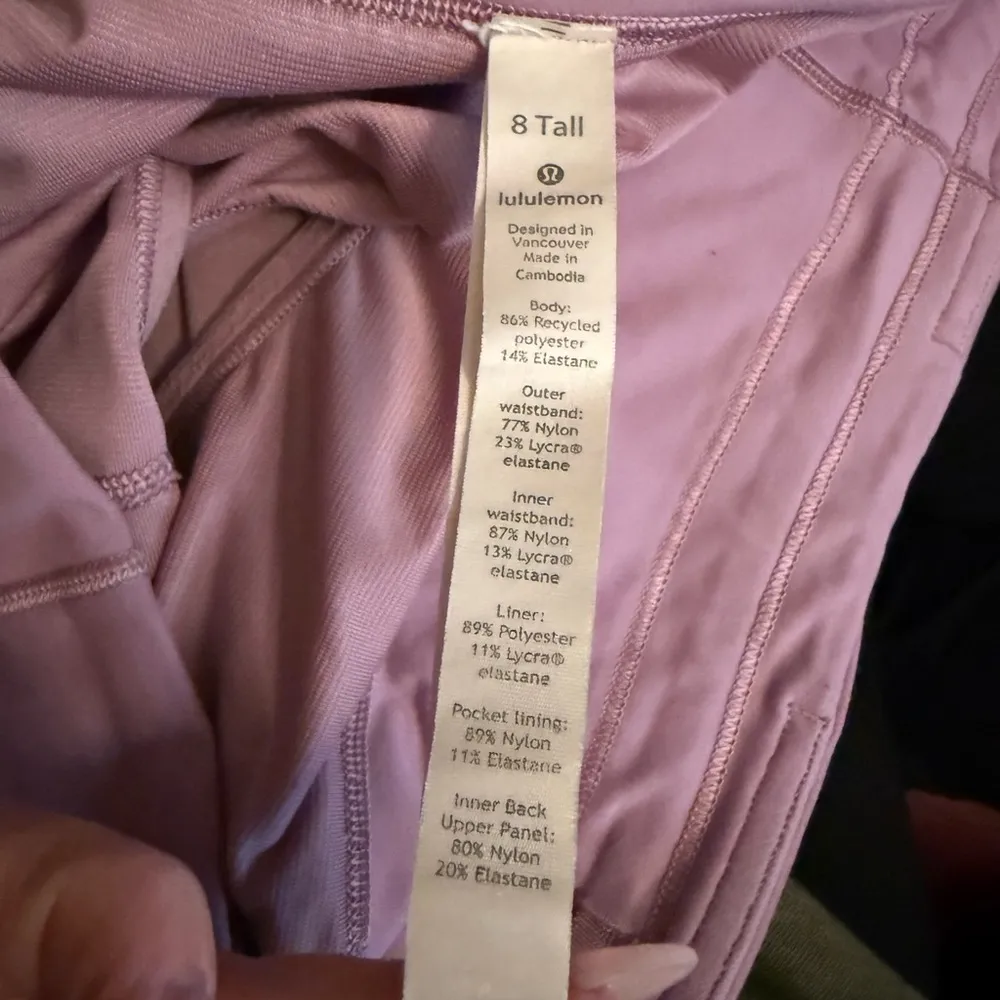 8 Tall
lululemon
Designed in
Vancouver
Made in
Cambodia
Body:
86% Recycled
polyester
14% Elastane
Outer
waistband:
77% Nylon
23% Lycra®
elastane
Inner
waistband:
87% Nylon
13% Lycra®
elastane
Liner:
89% Polyester
11% Lycra®
elastane
Pocket lining:
89% Nylon
11% Elastane
Inner Back
Upper Panel:
80% Nylon
20% Elastane